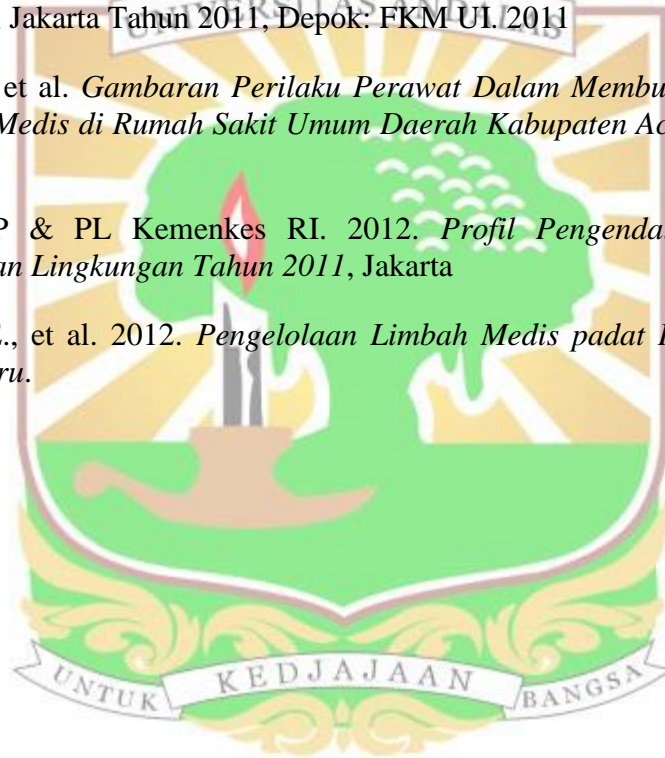 Jakarta Tahun 2011, Depok: FKM UI. 2011
UNIVERSITAS ANDALAS
et al. Gambaran Perilaku Perawat Dalam Membu
Medis di Rumah Sakit Umum Daerah Kabupaten Ac
P & PL Kemenkes RI. 2012. Profil Pengenda
an Lingkungan Tahun 2011, Jakarta
., et al. 2012. Pengelolaan Limbah Medis padat
ru.
UNTUK KEDJAJAAN BANGSA